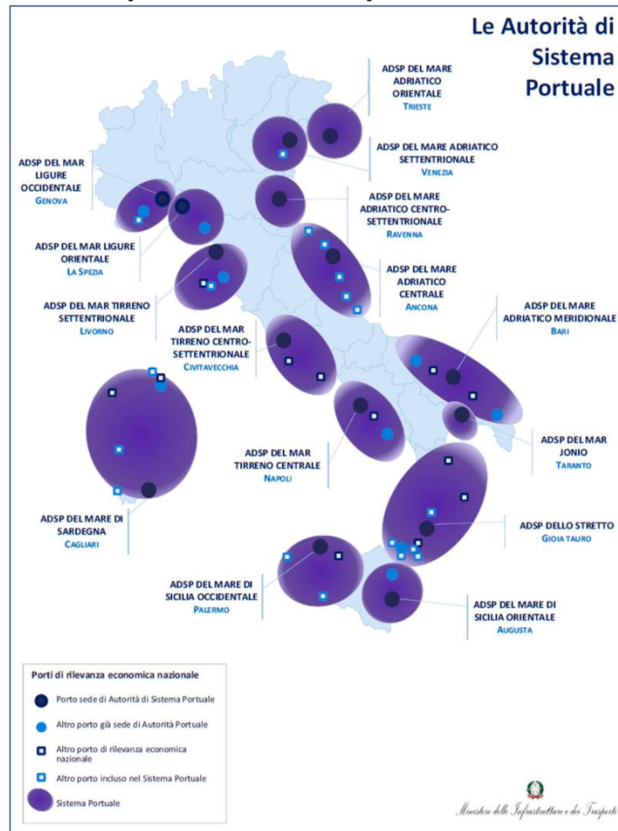 Le Autorità di
Sistema
Portuale
ADSP DEL MARE
ADRIATICO
ORIENTALE
TRIESTE
ADSP DEL MARE ADRIATICO
SETTENTRIONALE
VENEZIA
ADSP DEL MAR
LIGURE
OCCIDENTALE
GENOVA
ADSP DEL MARE
ADRIATICO CENTRO-
SETTENTRIONALE
RAVENNA
ADSP DEL MAR LIGURE
ORIENTALE
LA SPEZIA
ADSP DEL MARE
ADRIATICO
CENTRALE
ANCONA
ADSP DEL MAR TIRRENO
SETTENTRIONALE
LIVORNO
ADSP DEL MARE
ADRIATICO MERIDIONALE
BARI
ADSP DEL MAR
TIRRENO CENTRO-
SETTENTRIONALE
CIVITAVECCHIA
ADSP DEL MAR
JONIO
TARANTO
ADSP DEL MAR
TIRRENO CENTRALE
NAPOLI
ADSP DEL MARE DI
SARDEGNA
CAGLIARI
ADSP DELLO STRETTO
GIOIA TAURO
ADSP DEL MARE DI
SICILIA OCCIDENTALE
PALERMO
ADSP DEL MARE DI
SICILIA ORIENTALE
AUGUSTA
Porti di rilevanza economica nazionale
Porto sede di Autorità di Sistema Portuale
Altro porto già sede di Autorità Portuale
Altro porto di rilevanza economica
nazionale
Altro porto incluso nel Sistema Portuale
Sistema Portuale
Ministero delle Infrastrutture e dei Trasporti